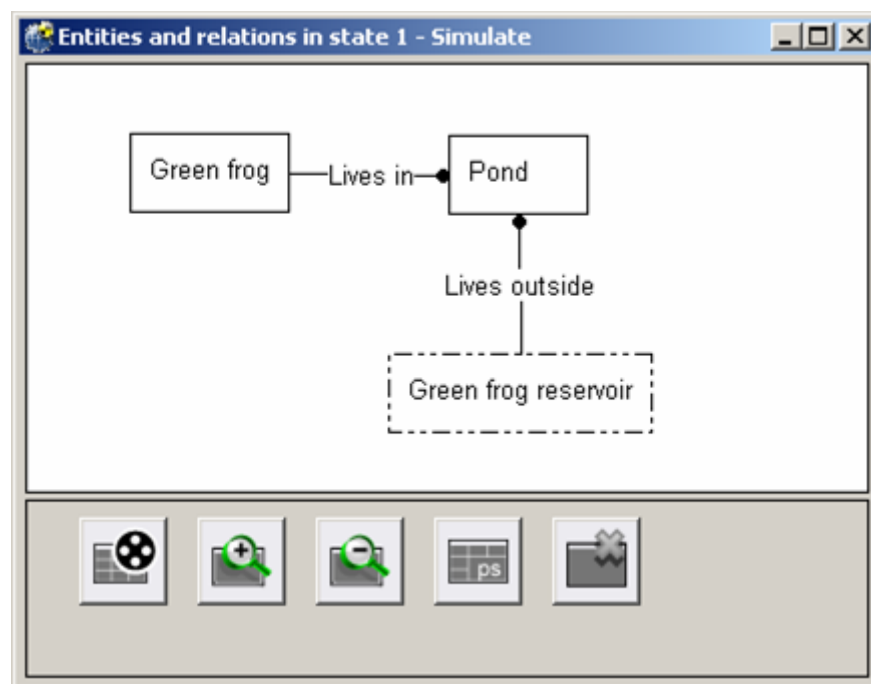 Entities and relations in state 1 - Simulate
Green frog
Lives in
Pond
Lives outside
Green frog reservoir
ps